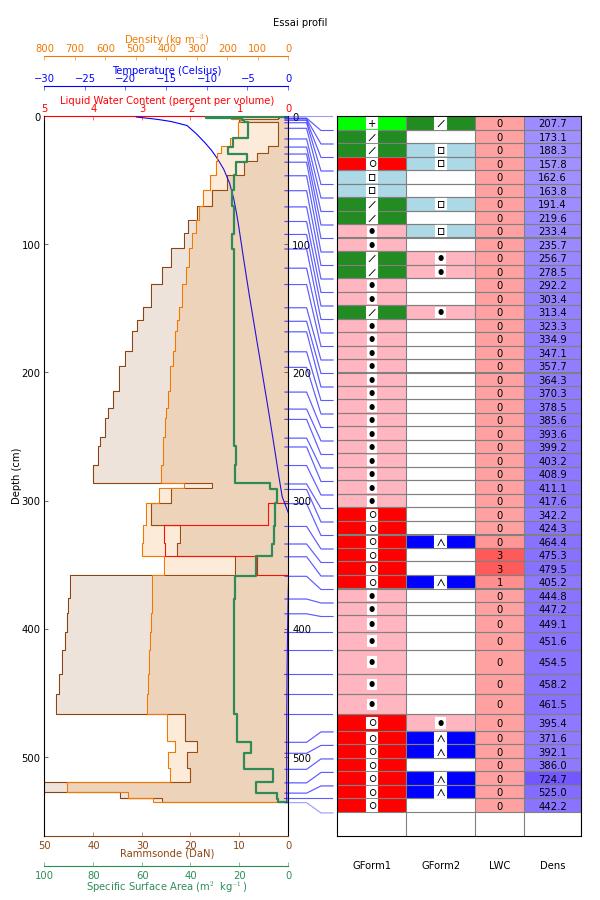 Essai profil
Density (kg m⁻³)
800 700 600 500 400 300 200 100 0
Temperature (Celsius)
−30 −25 −20 −15 −10 −5 0
Liquid Water Content (percent per volume)
5 4 3 2 1 0
0 0
100 100
200 200
300 300
400 400
500 500
Depth (cm)
50 40 30 20 10 0
Rammsonde (DaN)
100 80 60 40 20 0
Specific Surface Area (m² kg⁻¹)
+ / 0 207.7
/ 0 173.1
/ □ 0 188.3
○ □ 0 157.8
□ 0 162.6
□ 0 163.8
/ □ 0 191.4
/ 0 219.6
● □ 0 233.4
● 0 235.7
/ ● 0 256.7
/ ● 0 278.5
● 0 292.2
● 0 303.4
/ ● 0 313.4
● 0 323.3
● 0 334.9
● 0 347.1
● 0 357.7
● 0 364.3
● 0 370.3
● 0 378.5
● 0 385.6
● 0 393.6
● 0 399.2
● 0 403.2
● 0 408.9
● 0 411.1
● 0 417.6
○ 0 342.2
○ 0 424.3
○ ∧ 0 464.4
○ 3 475.3
○ 3 479.5
○ ∧ 1 405.2
● 0 444.8
● 0 447.2
● 0 449.1
● 0 451.6
● 0 454.5
● 0 458.2
● 0 461.5
○ ● 0 395.4
○ ∧ 0 371.6
○ ∧ 0 392.1
○ 0 386.0
○ ∧ 0 724.7
○ ∧ 0 525.0
○ 0 442.2
GForm1 GForm2 LWC Dens